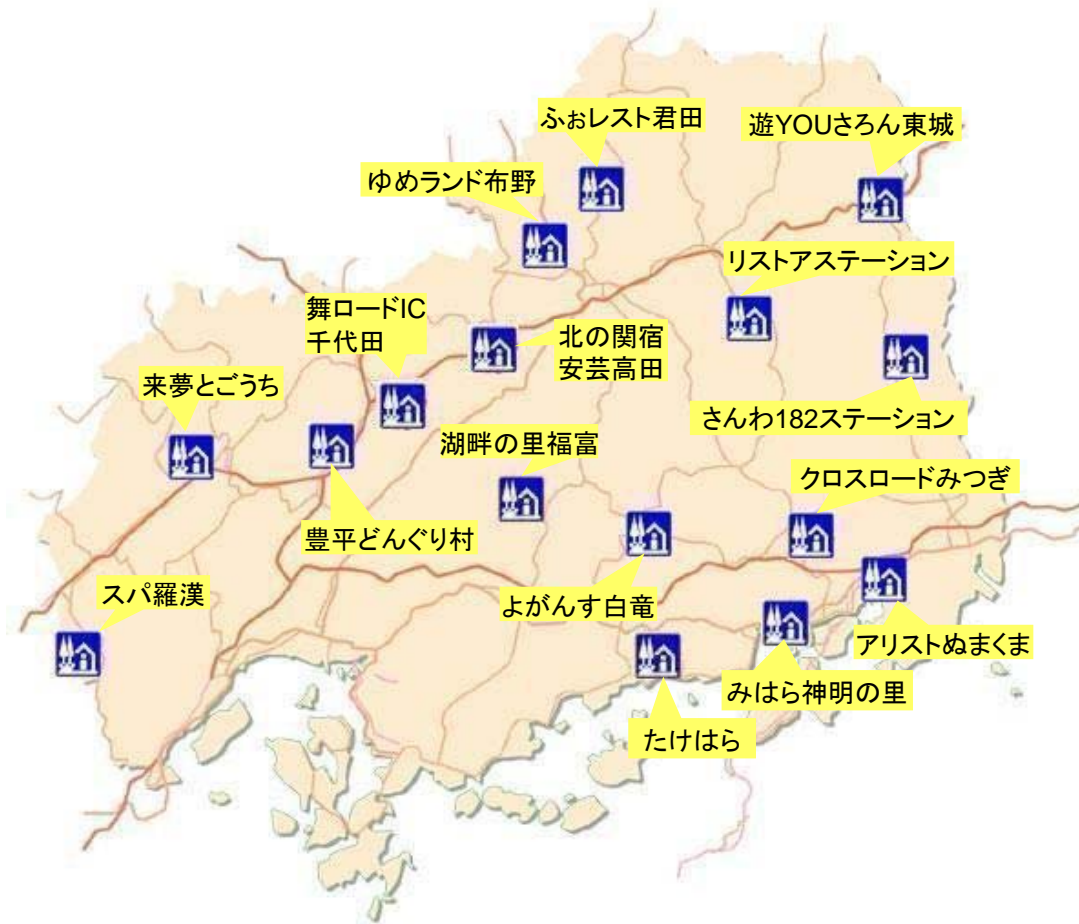 ふぉレスト君田
遊YOUさろん東城
ゆめランド布野
リストアステーション
舞ロードIC
千代田
北の関宿
安芸高田
来夢とごうち
さんわ182ステーション
湖畔の里福富
クロスロードみつぎ
豊平どんぐり村
スパ羅漢
よがんす白竜
アリストぬまくま
みはら神明の里
たけはら